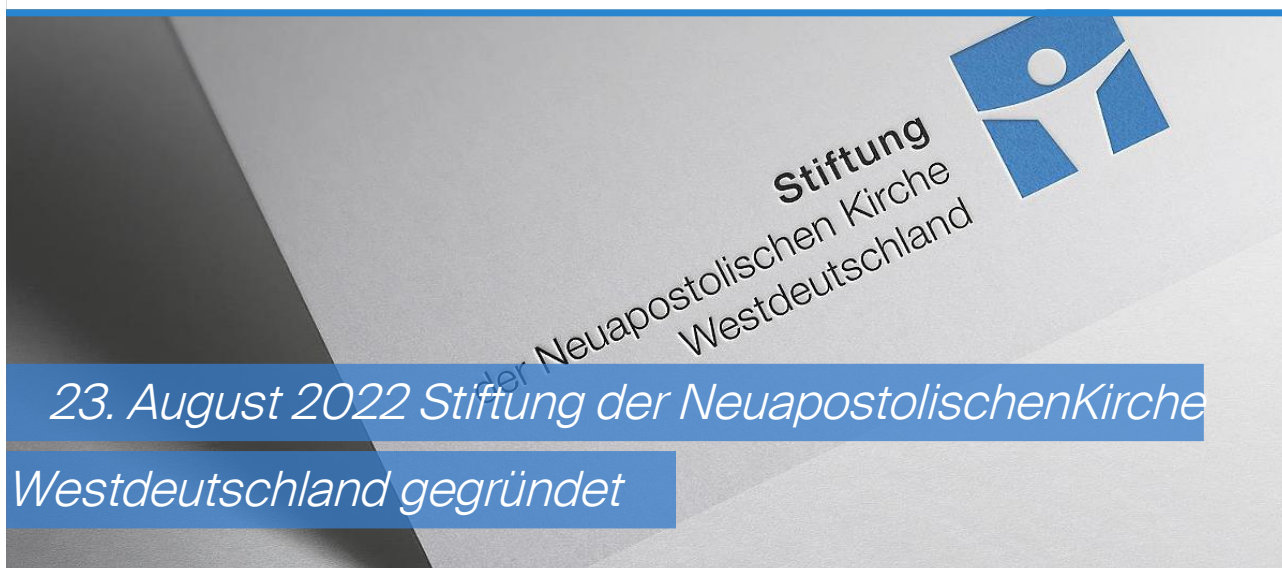 Stiftung
der Neuapostolischen Kirche
Westdeutschland
23. August 2022 Stiftung der NeuapostolischenKirche
Westdeutschland gegründet